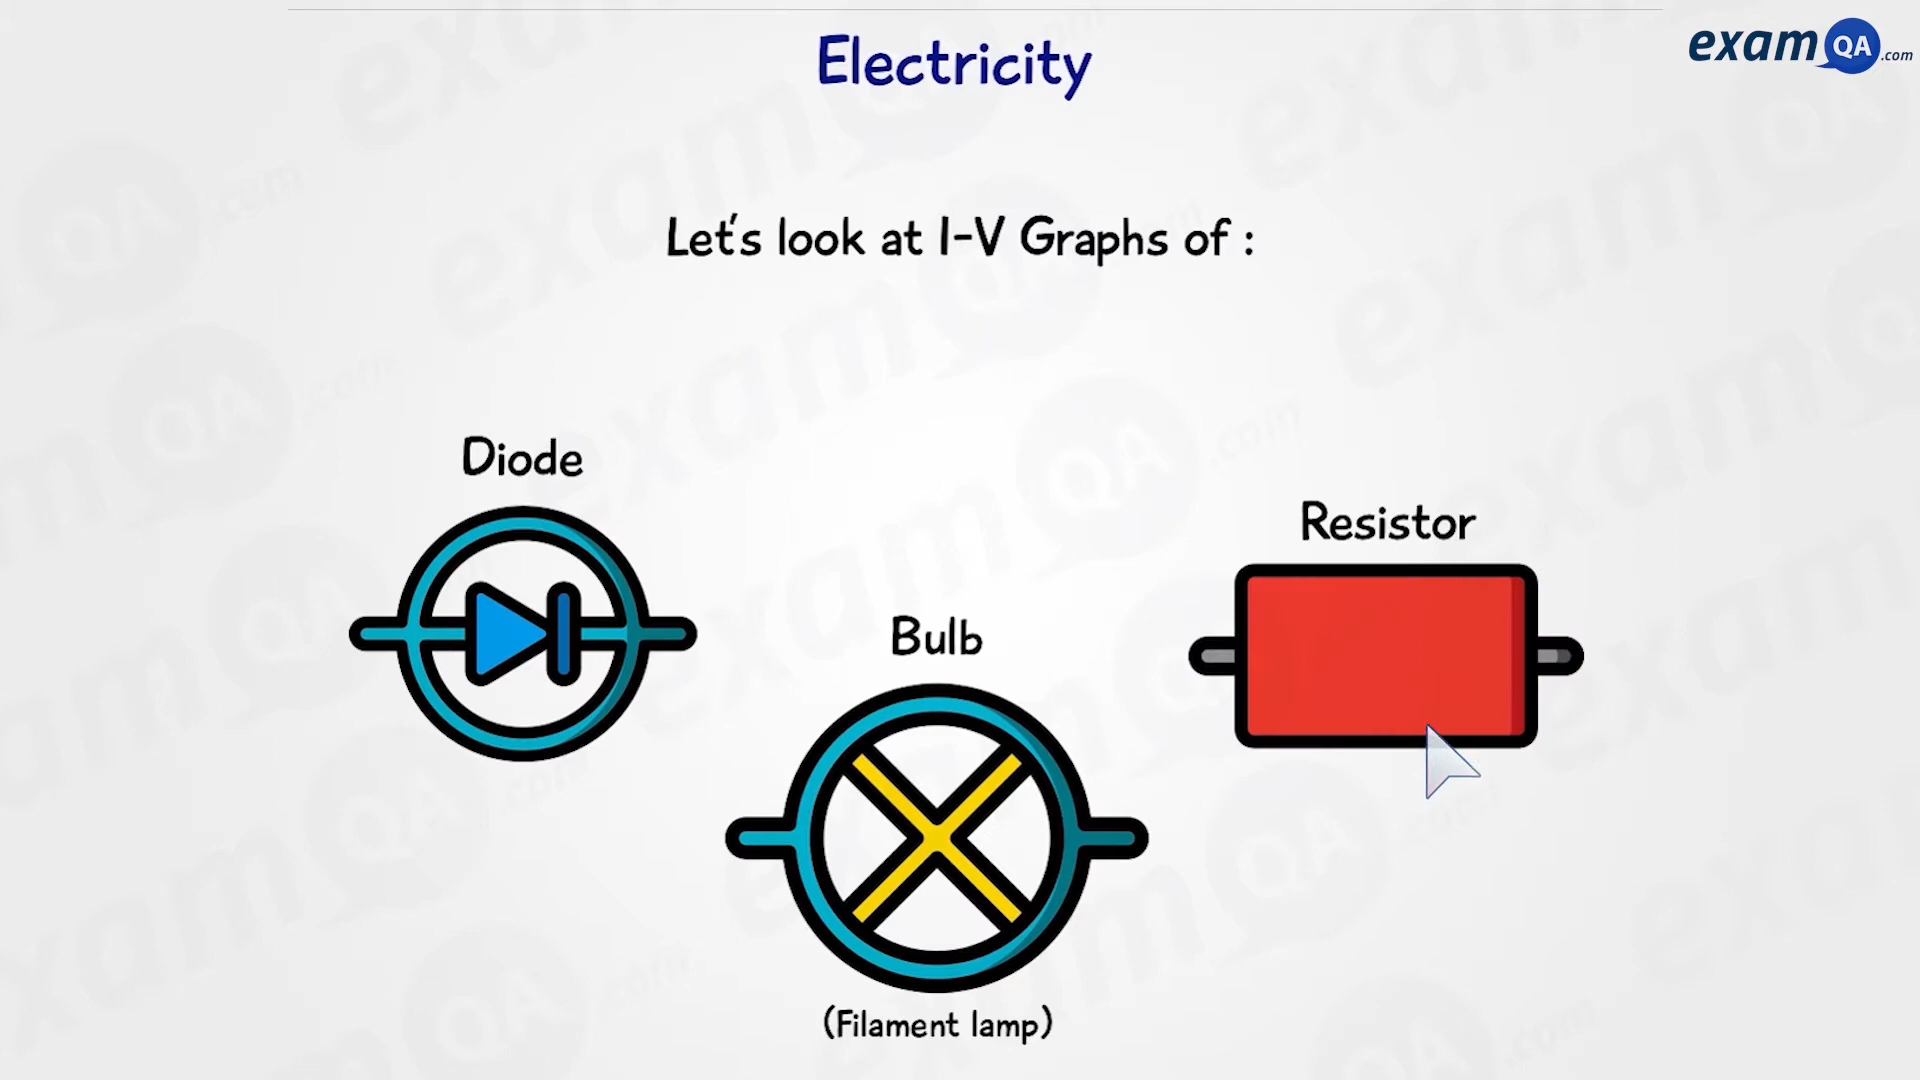 Electricity
examQA.com
Let's look at I-V Graphs of :
Diode
Resistor
Bulb
(Filament lamp)